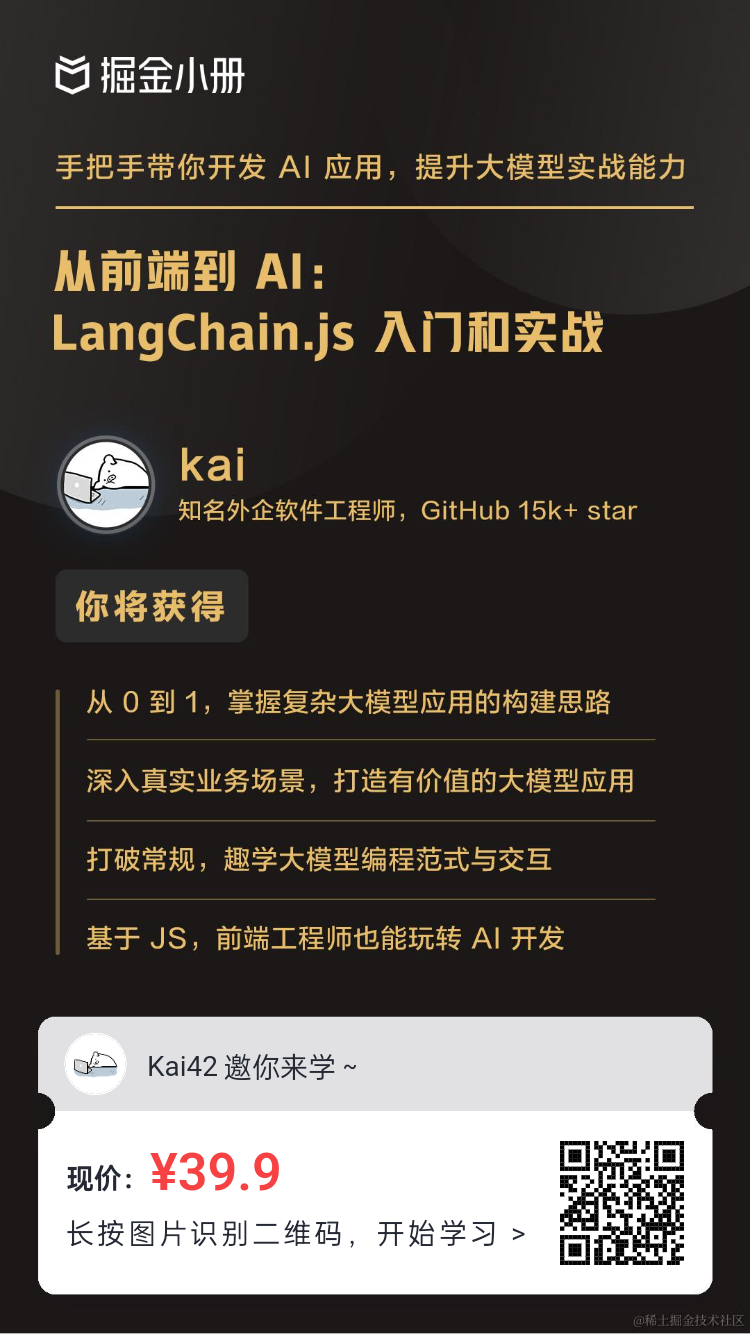 掘金小册
手把手带你开发 AI 应用，提升大模型实战能力
从前端到 AI：
LangChain.js 入门和实战
kai
知名外企软件工程师，GitHub 15k+ star
你将获得
从 0 到 1，掌握复杂大模型应用的构建思路
深入真实业务场景，打造有价值的大模型应用
打破常规，趣学大模型编程范式与交互
基于 JS，前端工程师也能玩转 AI 开发
Kai42 邀你来学 ~
现价：¥39.9
长按图片识别二维码，开始学习 >
@稀土掘金技术社区